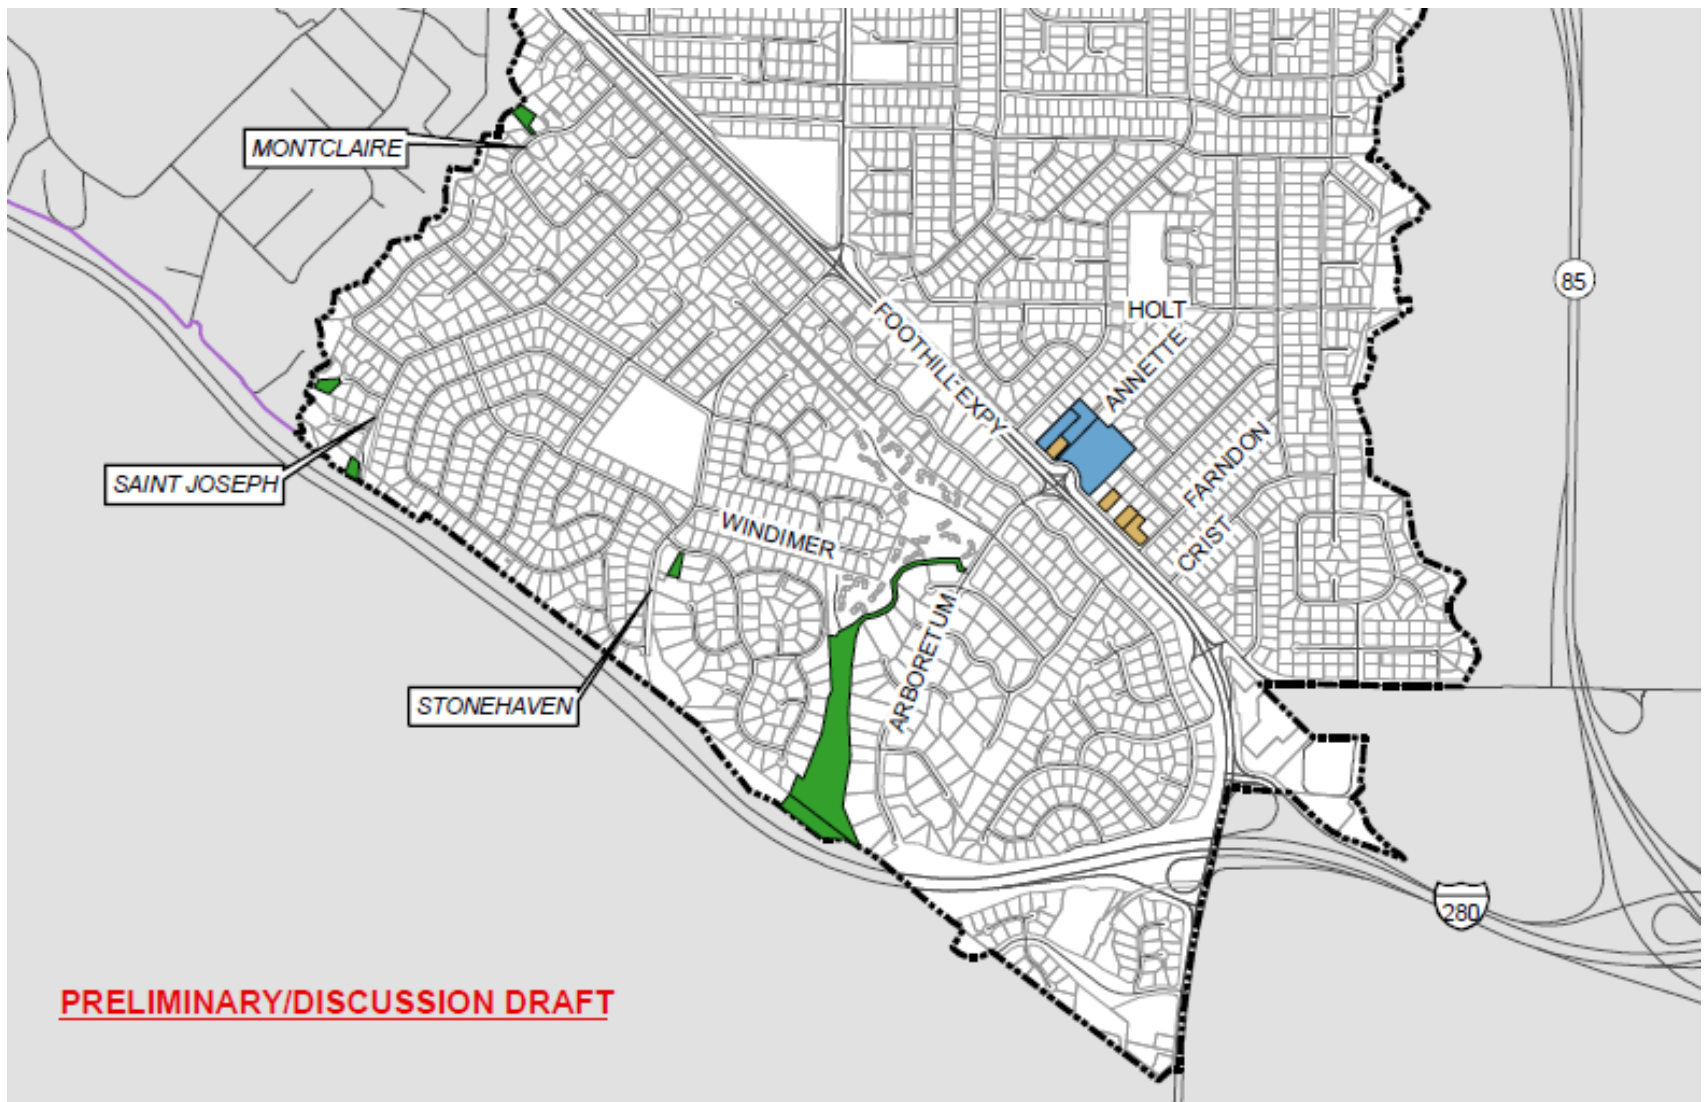 MONTCLAIRE
85
HOLT
FOOTHILL EXPY
ANNETTE
SAINT JOSEPH
FARNDON
WINDIMER
CRIST
ARBORETUM
STONEHAVEN
280
PRELIMINARY/DISCUSSION DRAFT